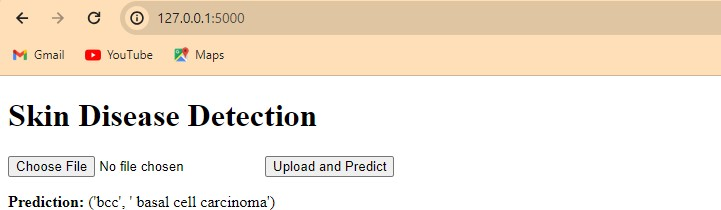 127.0.0.1:5000
Gmail YouTube Maps
Skin Disease Detection
Choose File No file chosen Upload and Predict
Prediction: ('bcc', ' basal cell carcinoma')